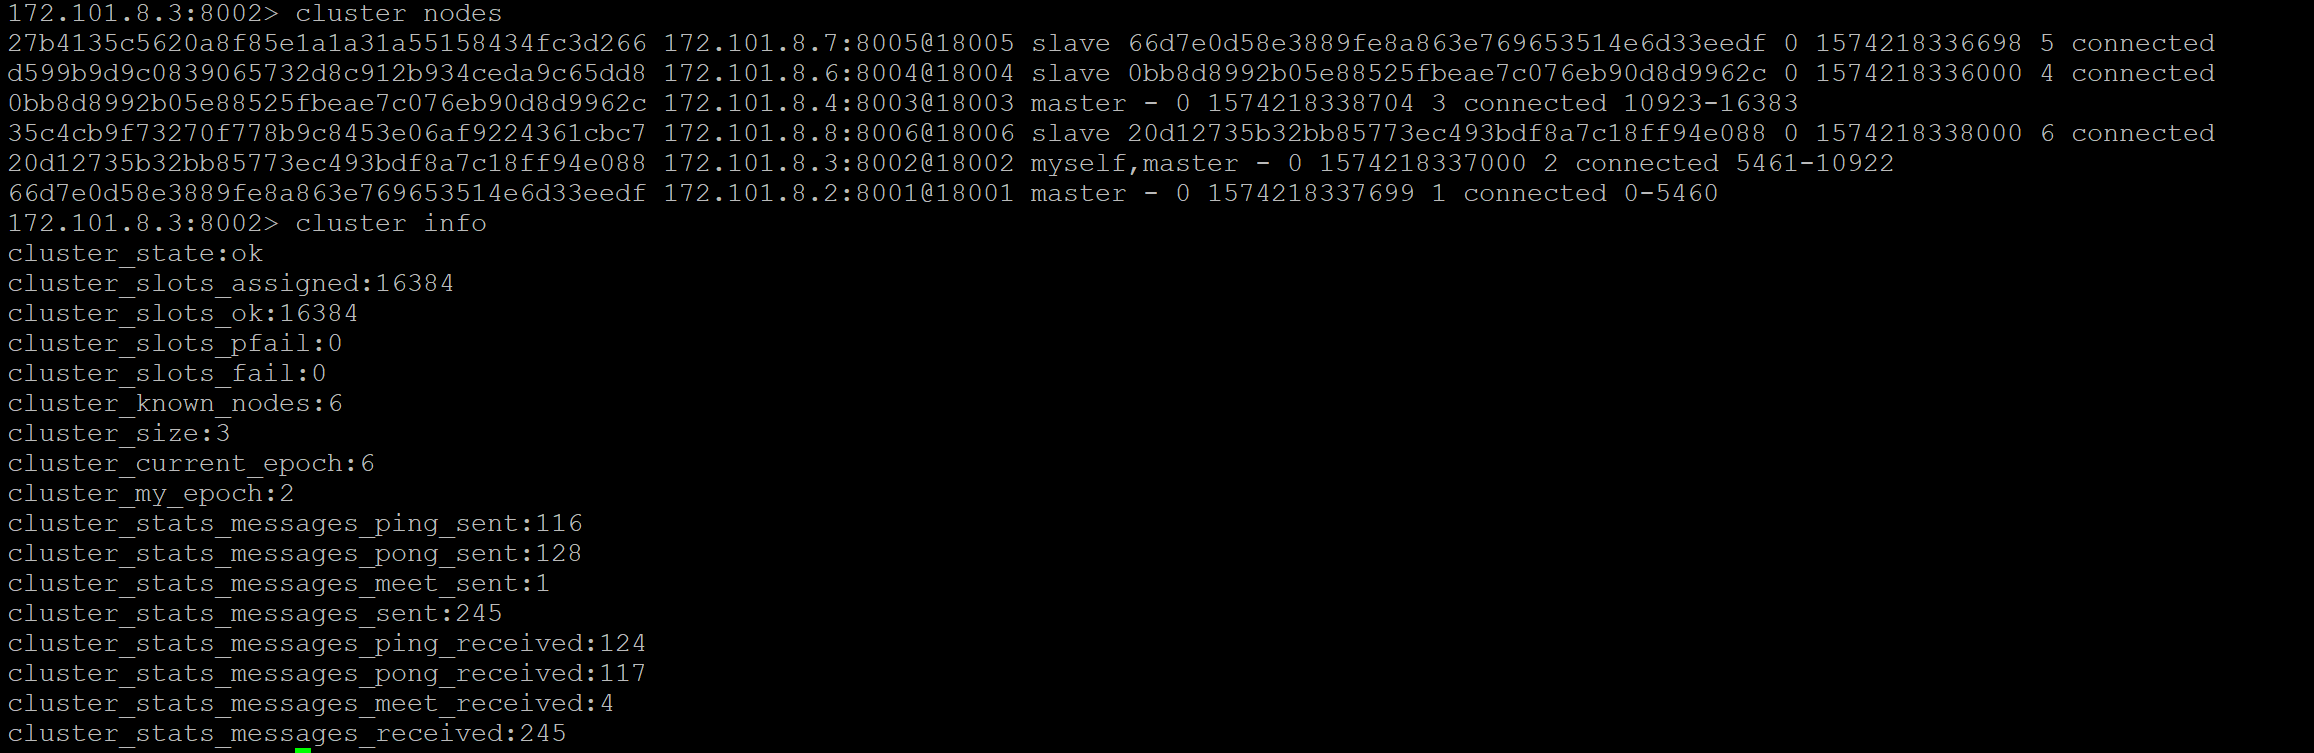 172.101.8.3:8002> cluster nodes
27b4135c5620a8f85e1a1a31a55158434fc3d266 172.101.8.7:8005@18005 slave 66d7e0d58e3889fe8a863e769653514e6d33eedf 0 1574218336698 5 connected
d599b9d9c0839065732d8c912b934ceda9c65dd8 172.101.8.6:8004@18004 slave 0bb8d8992b05e88525fbeae7c076eb90d8d9962c 0 1574218336000 4 connected
0bb8d8992b05e88525fbeae7c076eb90d8d9962c 172.101.8.4:8003@18003 master - 0 1574218338704 3 connected 10923-16383
35c4cb9f73270f778b9c8453e06af9224361cbc7 172.101.8.8:8006@18006 slave 20d12735b32bb85773ec493bdf8a7c18ff94e088 0 1574218338000 6 connected
20d12735b32bb85773ec493bdf8a7c18ff94e088 172.101.8.3:8002@18002 myself,master - 0 1574218337000 2 connected 5461-10922
66d7e0d58e3889fe8a863e769653514e6d33eedf 172.101.8.2:8001@18001 master - 0 1574218337699 1 connected 0-5460
172.101.8.3:8002> cluster info
cluster_state:ok
cluster_slots_assigned:16384
cluster_slots_ok:16384
cluster_slots_pfail:0
cluster_slots_fail:0
cluster_known_nodes:6
cluster_size:3
cluster_current_epoch:6
cluster_my_epoch:2
cluster_stats_messages_ping_sent:116
cluster_stats_messages_pong_sent:128
cluster_stats_messages_meet_sent:1
cluster_stats_messages_sent:245
cluster_stats_messages_ping_received:124
cluster_stats_messages_pong_received:117
cluster_stats_messages_meet_received:4
cluster_stats_messages_received:245